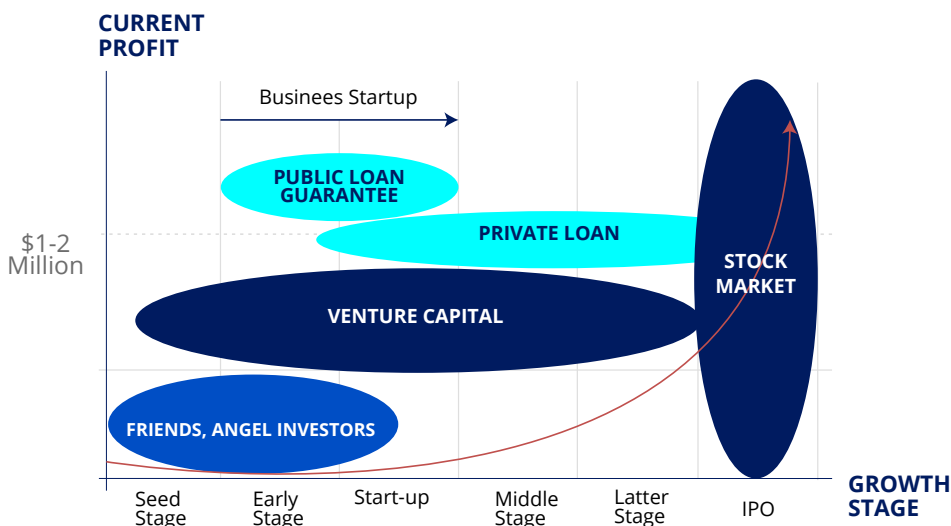 CURRENT
PROFIT
Businees Startup
PUBLIC LOAN
GUARANTEE
PRIVATE LOAN
$1-2
Million
STOCK
MARKET
VENTURE CAPITAL
FRIENDS, ANGEL INVESTORS
GROWTH
STAGE
Seed
Stage
Early
Stage
Start-up
Middle
Stage
Latter
Stage
IPO